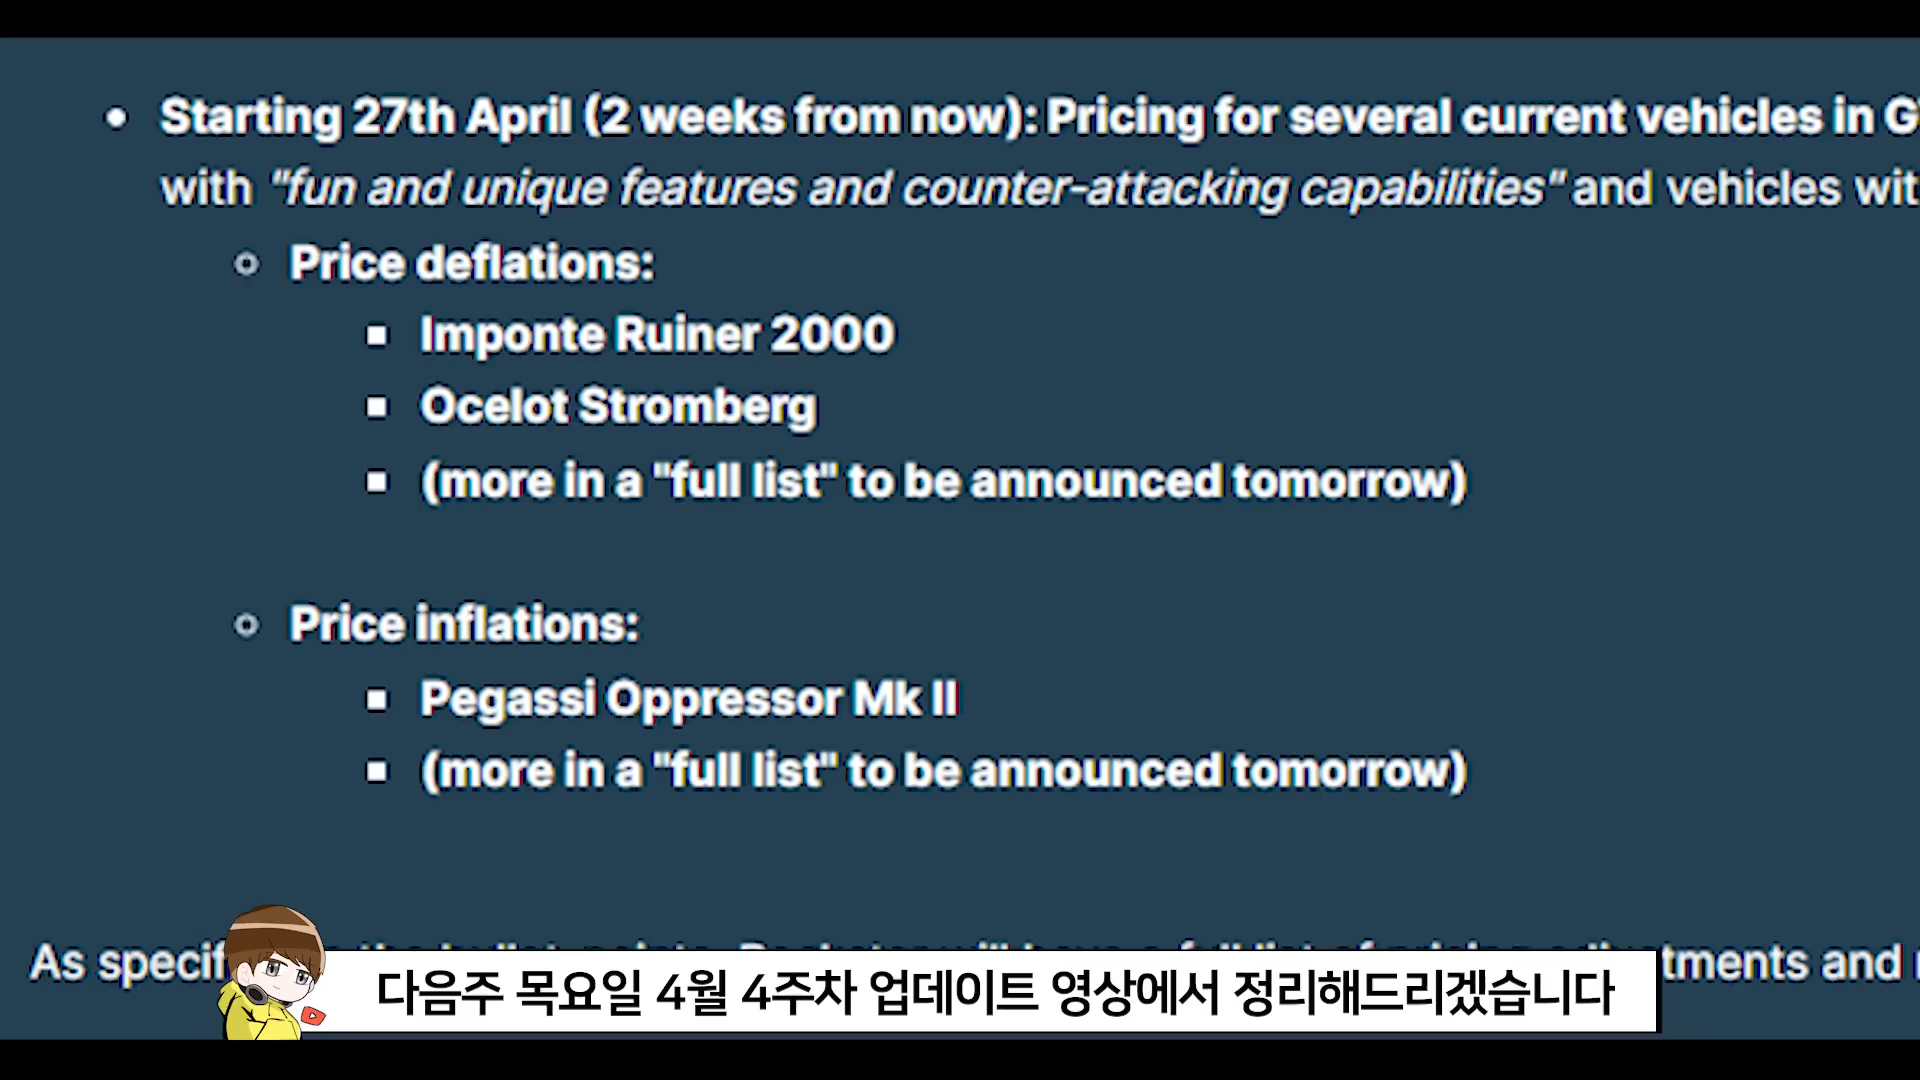 Starting 27th April (2 weeks from now): Pricing for several current vehicles in G
with "fun and unique features and counter-attacking capabilities" and vehicles wit
Price deflations:
Imponte Ruiner 2000
Ocelot Stromberg
(more in a "full list" to be announced tomorrow)
Price inflations:
Pegassi Oppressor Mk II
(more in a "full list" to be announced tomorrow)
As specif tments and
다음주 목요일 4월 4주차 업데이트 영상에서 정리해드리겠습니다